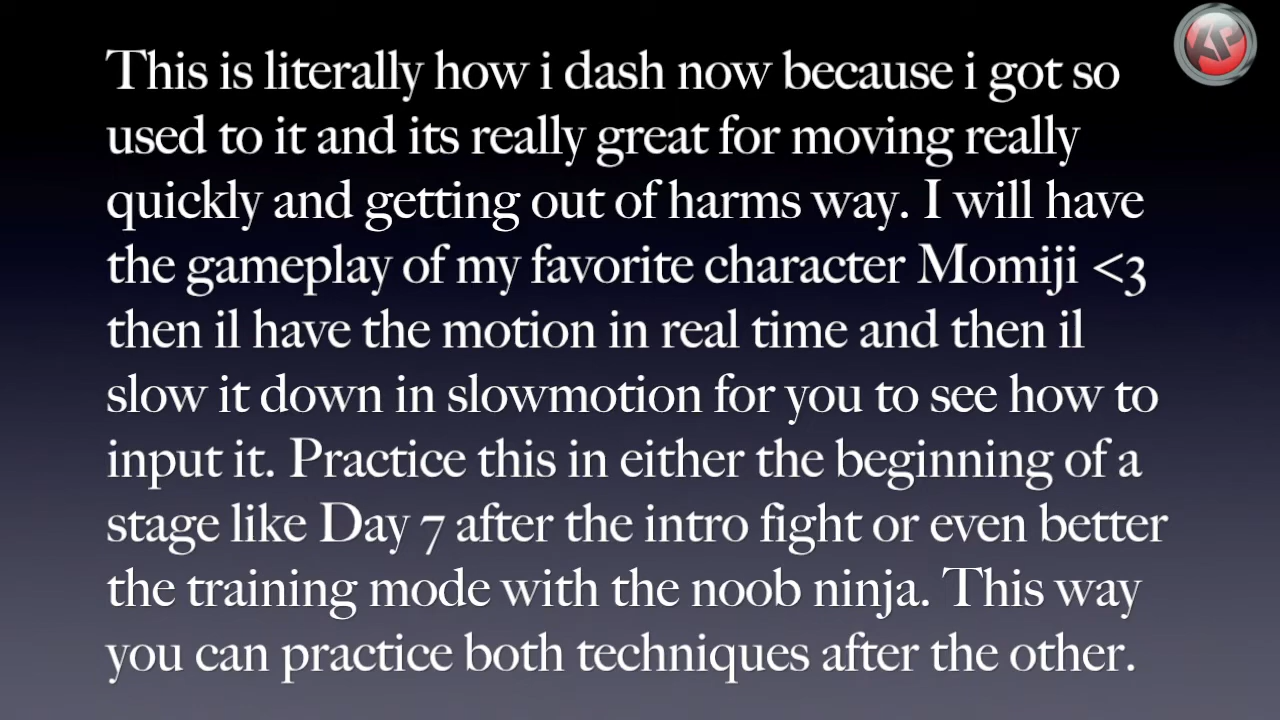 This is literally how i dash now because i got so
used to it and its really great for moving really
quickly and getting out of harms way. I will have
the gameplay of my favorite character Momiji <3
then il have the motion in real time and then il
slow it down in slowmotion for you to see how to
input it. Practice this in either the beginning of a
stage like Day 7 after the intro fight or even better
the training mode with the noob ninja. This way
you can practice both techniques after the other.